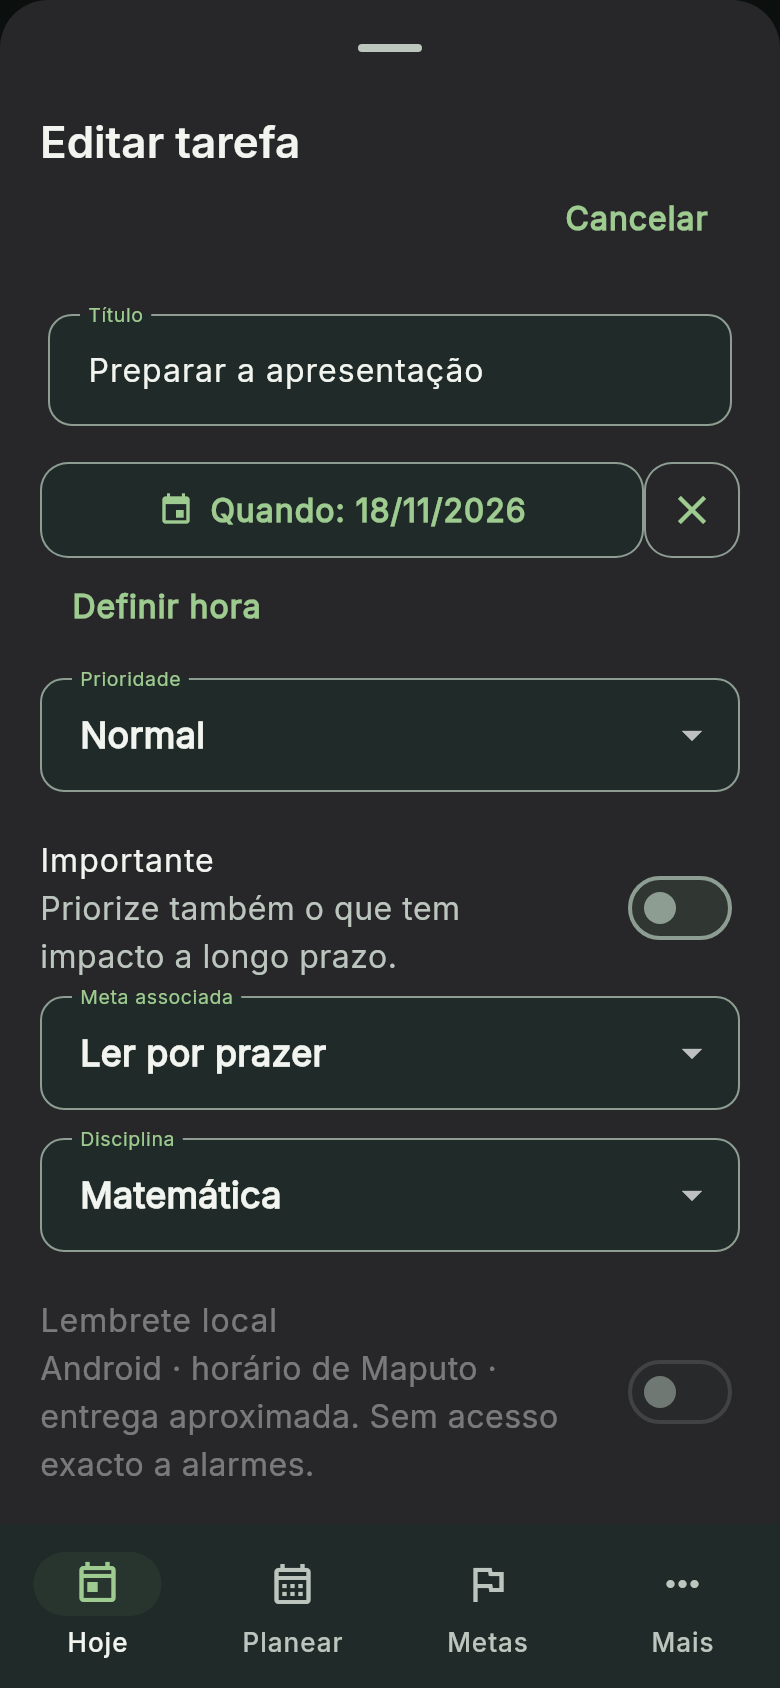 Editar tarefa
Cancelar
Título
Preparar a apresentação
Quando: 18/11/2026
Definir hora
Prioridade
Normal
Importante
Priorize também o que tem
impacto a longo prazo.
Meta associada
Ler por prazer
Disciplina
Matemática
Lembrete local
Android · horário de Maputo ·
entrega aproximada. Sem acesso
exacto a alarmes.
Hoje
Planear
Metas
Mais